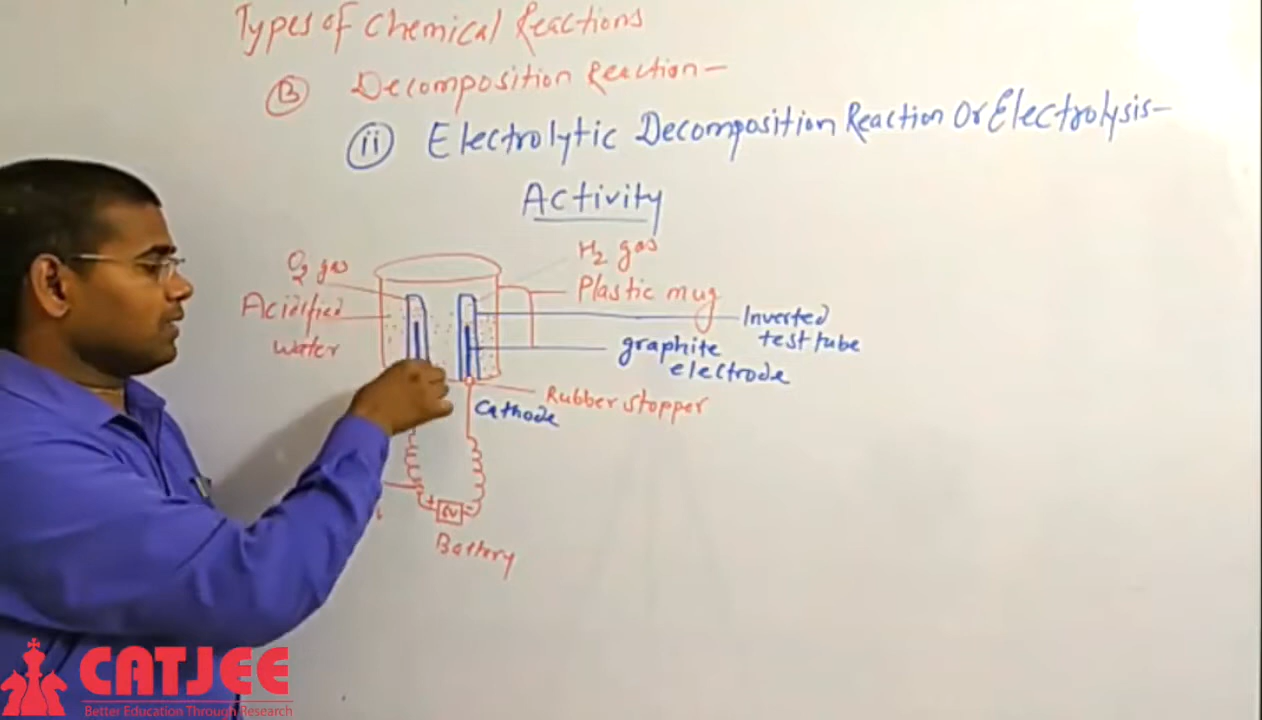 Types of Chemical Reactions
B Decomposition Reaction –
ii Electrolytic Decomposition Reaction Or Electrolysis –
Activity
O2 gas
H2 gas
Plastic mug
Acidified
water
Inverted
test tube
graphite
electrode
Rubber stopper
Cathode
+ 6V -
Battery
CATJEE
Better Education Through Research